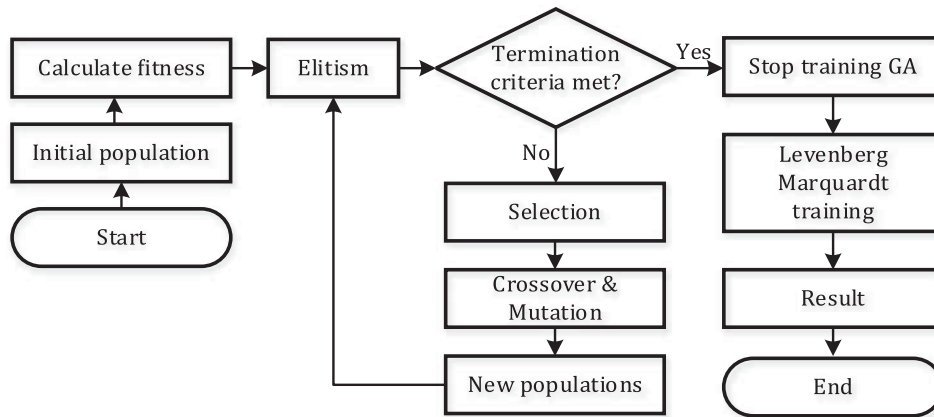 Start
Initial population
Calculate fitness
Elitism
Termination
criteria met?
Yes
No
Selection
Crossover &
Mutation
New populations
Stop training GA
Levenberg
Marquardt
training
Result
End